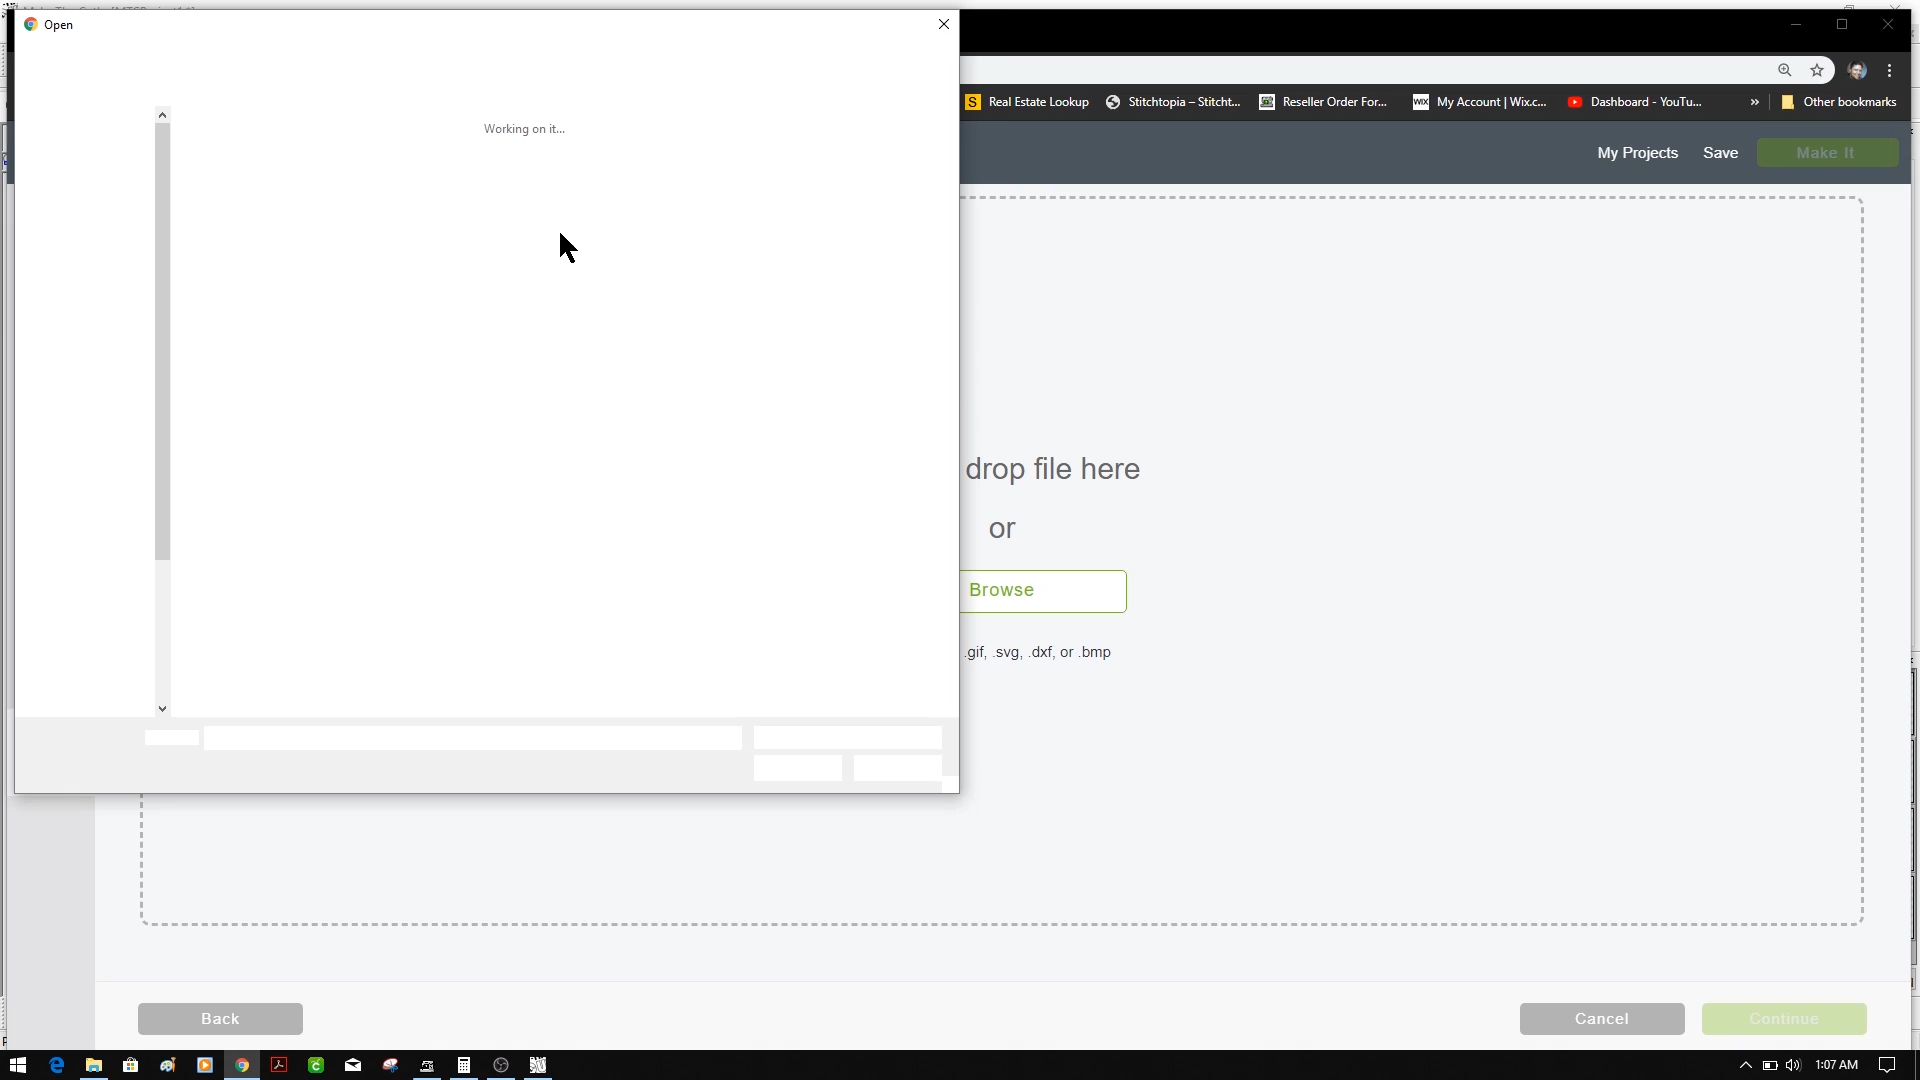 Open
Working on it...
Real Estate Lookup
Stitchtopia – Stitcht...
Reseller Order For...
WIX
My Account | Wix.c...
Dashboard - YouTu...
»
Other bookmarks
My Projects
Save
Make It
drop file here
or
Browse
.gif, .svg, .dxf, or .bmp
Back
Cancel
Continue
1:07 AM